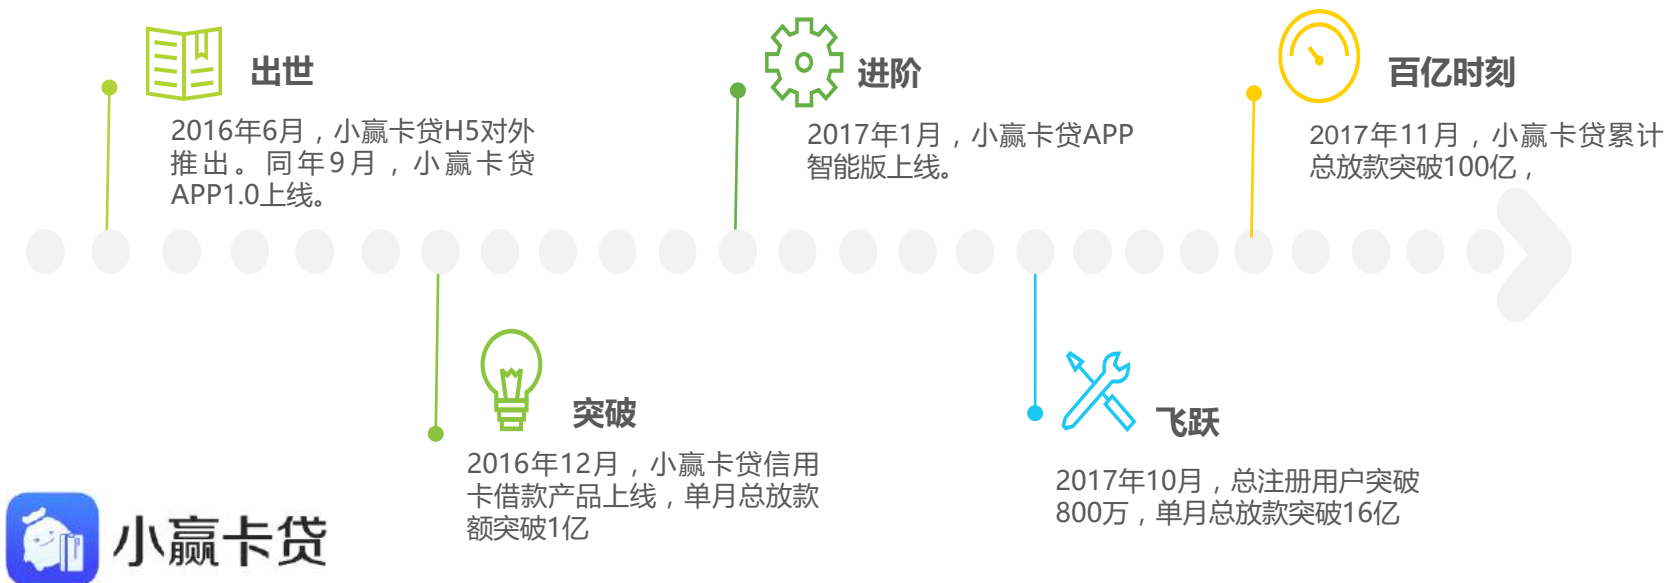 出世
2016年6月，小赢卡贷H5对外
推出。同年9月，小赢卡贷
APP1.0上线。
突破
2016年12月，小赢卡贷信用
卡借款产品上线，单月总放款
额突破1亿
进阶
2017年1月，小赢卡贷APP
智能版上线。
飞跃
2017年10月，总注册用户突破
800万，单月总放款突破16亿
百亿时刻
2017年11月，小赢卡贷累计
总放款突破100亿，
小赢卡贷